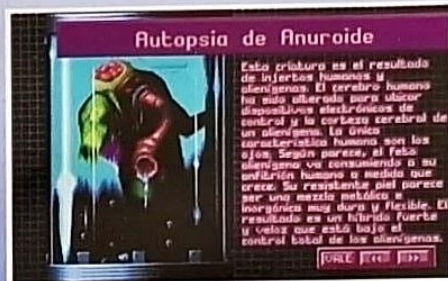 Autopsia de Anuroide
Esta criatura es el resultado
de injertos humanos y
alienígenas. El cerebro humano
ha sido alterado para ubicar
dispositivos electrónicos de
control y la corteza cerebral de
un alienígena. La única
característica humana son los
ojos. Según parece, el feto
alienígena va consumiendo a su
anfitrión humano a medida que
crece. Su resistente piel parece
ser una mezcla metálica e
inorgánica muy dura y flexible. El
resultado es un híbrido fuerte
y veloz que está bajo el
control total de los alienígenas.
VALE << >>